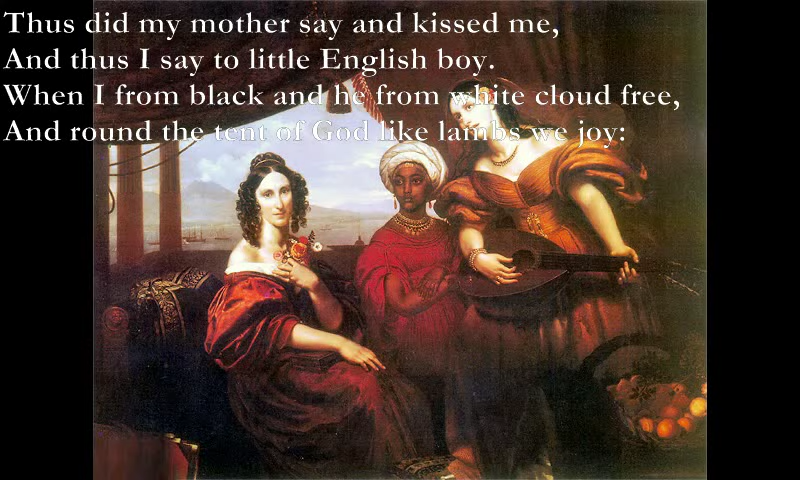 Thus did my mother say and kissed me,
And thus I say to little English boy.
When I from black and he from white cloud free,
And round the tent of God like lambs we joy: